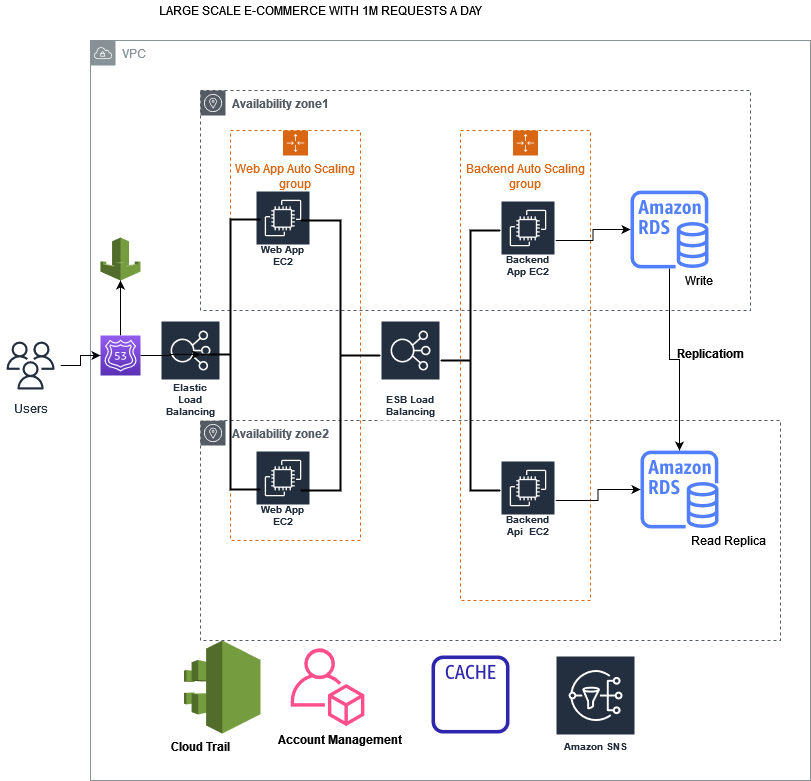 LARGE SCALE E-COMMERCE WITH 1M REQUESTS A DAY
VPC
Availability zone1
Web App Auto Scaling
group
Backend Auto Scaling
group
Web App
EC2
Backend
App EC2
Amazon
RDS
Write
53
Users
Elastic
Load
Balancing
ESB Load
Balancing
Replicatiom
Availability zone2
Web App
EC2
Backend
Api EC2
Amazon
RDS
Read Replica
Cloud Trail
Account Management
CACHE
Amazon SNS